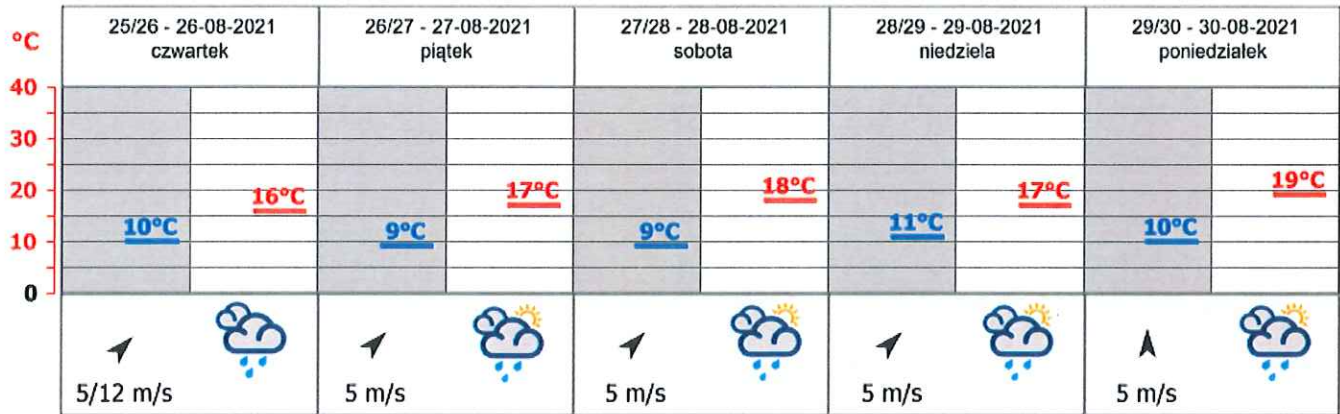 °C
25/26 - 26-08-2021
czwartek
26/27 - 27-08-2021
piątek
27/28 - 28-08-2021
sobota
28/29 - 29-08-2021
niedziela
29/30 - 30-08-2021
poniedziałek
40
30
20
10
0
10°C
16°C
9°C
17°C
9°C
18°C
11°C
17°C
10°C
19°C
5/12 m/s
5 m/s
5 m/s
5 m/s
5 m/s